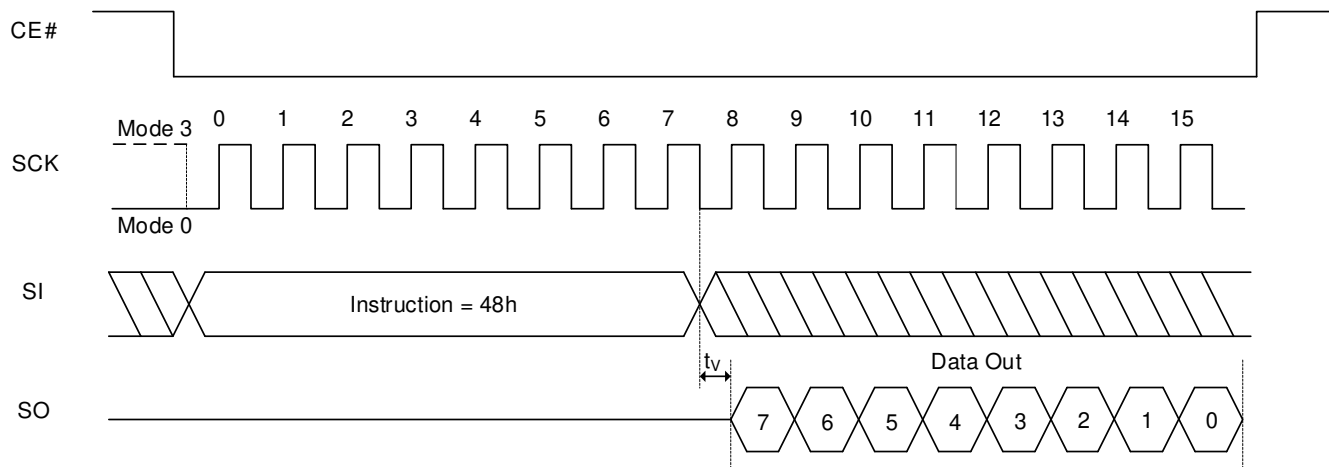 CE#
Mode 3
0 1 2 3 4 5 6 7 8 9 10 11 12 13 14 15
SCK
Mode 0
SI
Instruction = 48h
tV
Data Out
SO
7 6 5 4 3 2 1 0